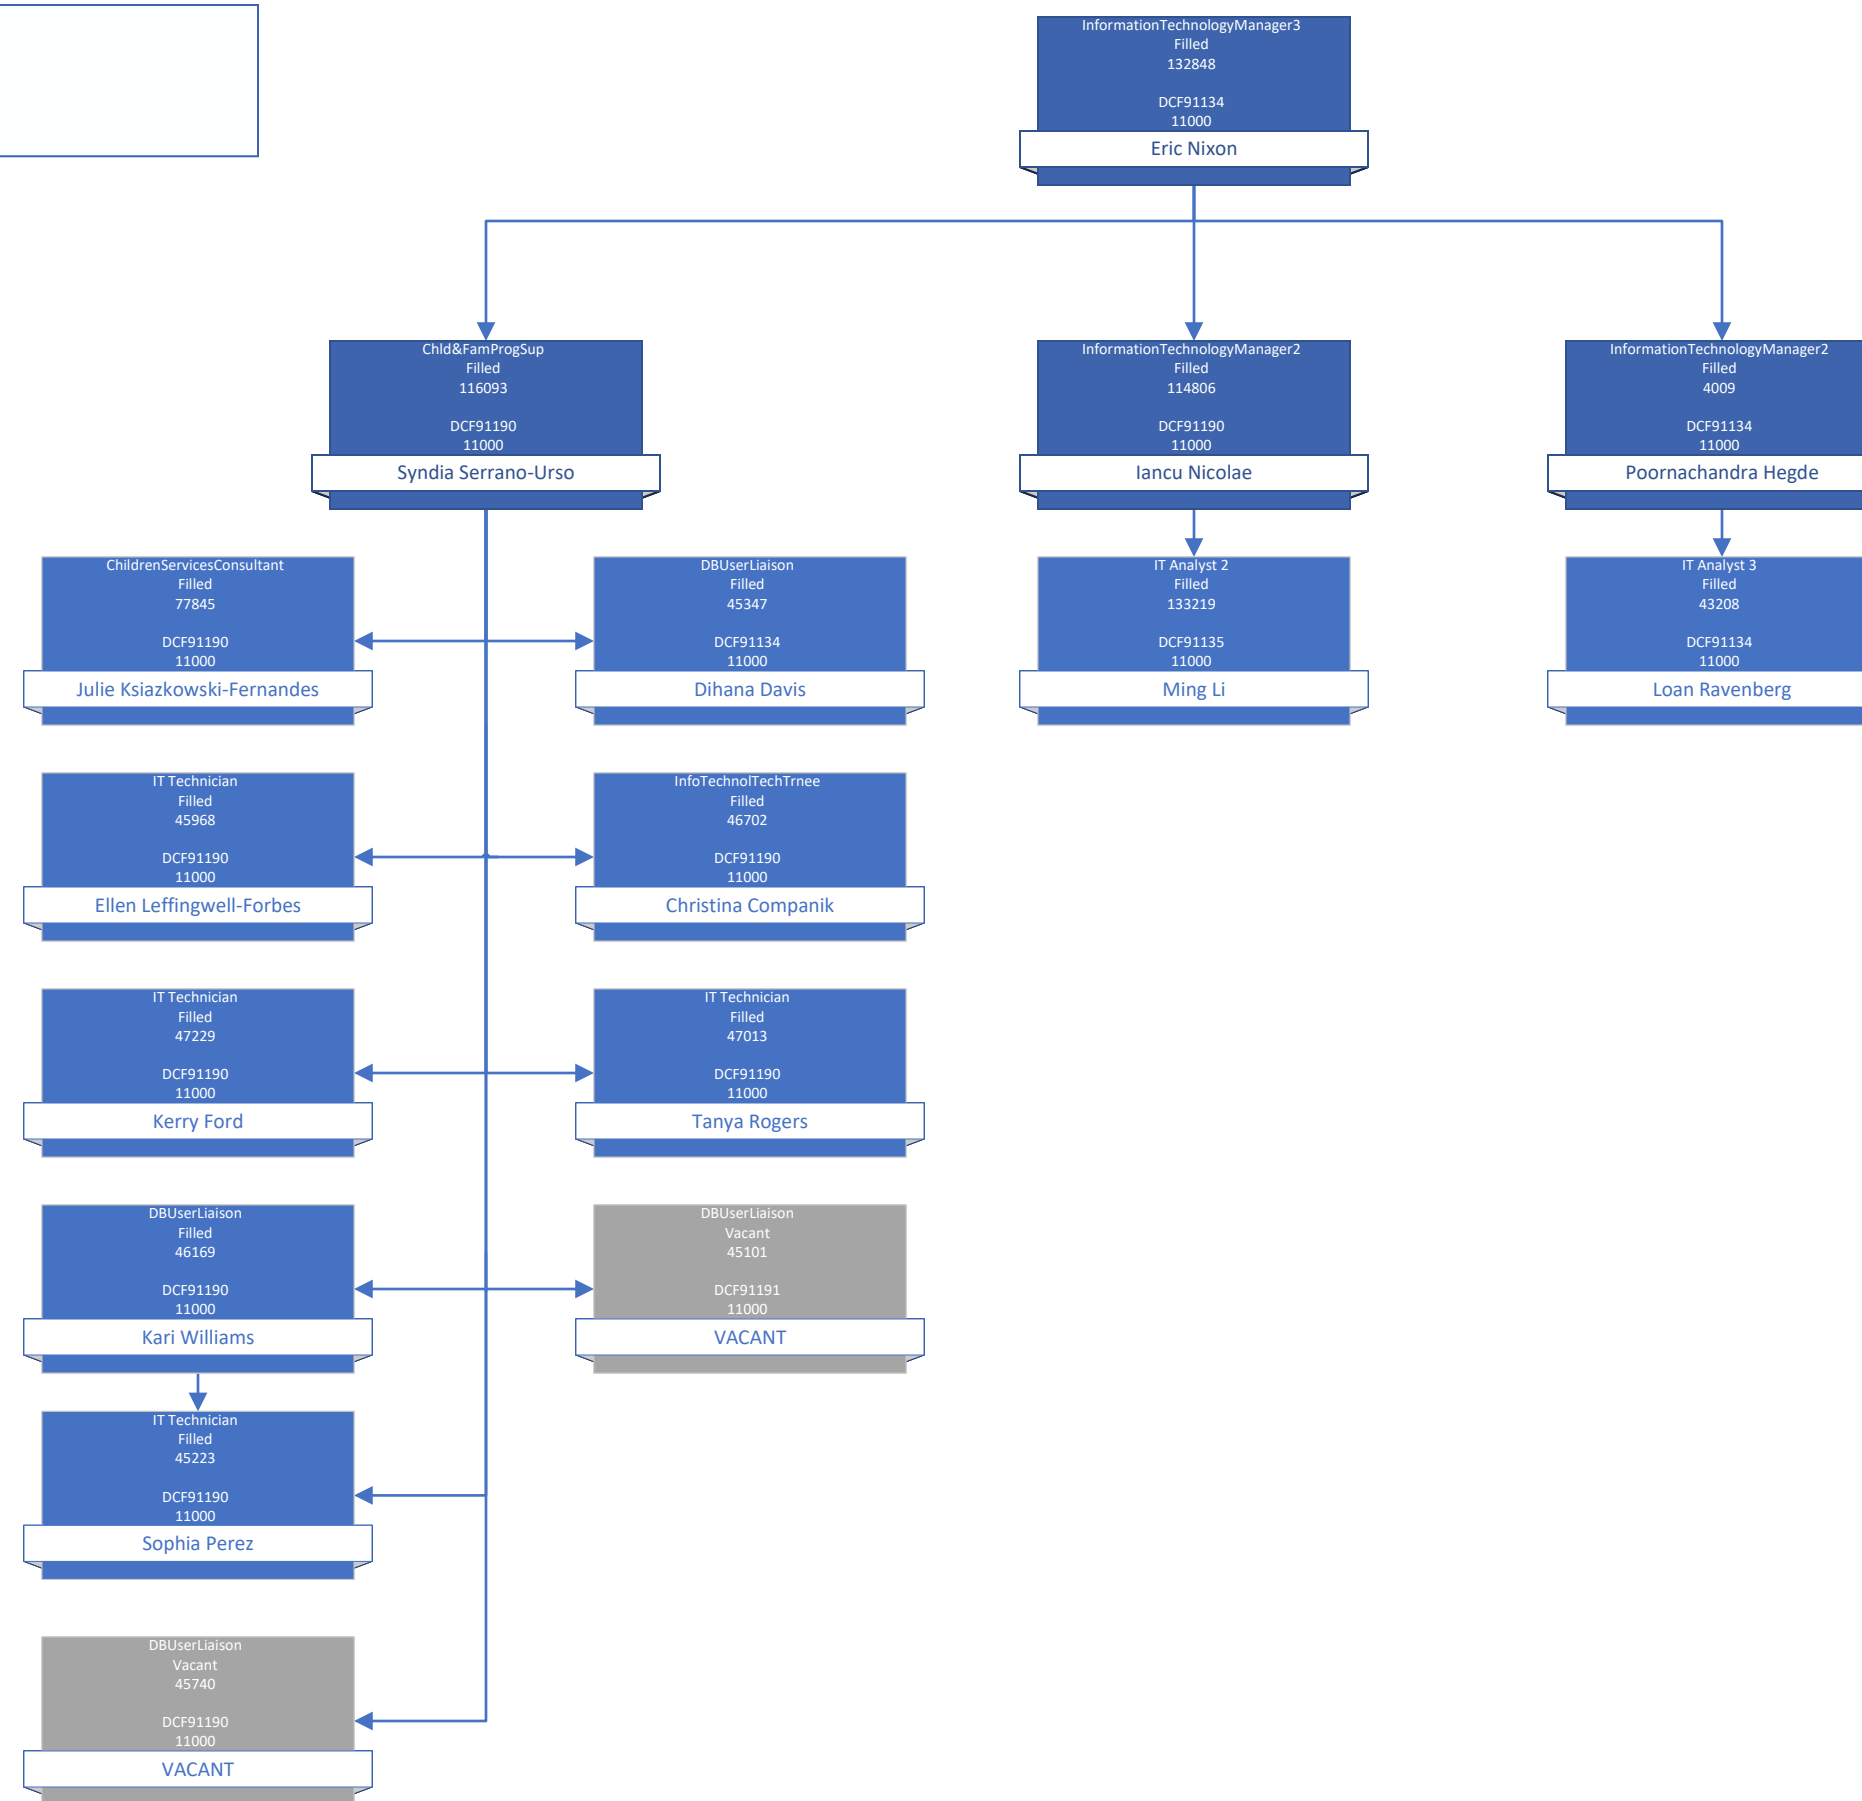 InformationTechnologyManager3
Filled
132848
DCF91134
11000
Eric Nixon
Chld&FamProgSup
Filled
116093
DCF91190
11000
Syndia Serrano-Urso
InformationTechnologyManager2
Filled
114806
DCF91190
11000
Iancu Nicolae
InformationTechnologyManager2
Filled
4009
DCF91134
11000
Poornachandra Hegde
ChildrenServicesConsultant
Filled
77845
DCF91190
11000
Julie Ksiazkowski-Fernandes
DBUserLiaison
Filled
45347
DCF91134
11000
Dihana Davis
IT Analyst 2
Filled
133219
DCF91135
11000
Ming Li
IT Analyst 3
Filled
43208
DCF91134
11000
Loan Ravenberg
IT Technician
Filled
45968
DCF91190
11000
Ellen Leffingwell-Forbes
InfoTechnolTechTrnee
Filled
46702
DCF91190
11000
Christina Companik
IT Technician
Filled
47229
DCF91190
11000
Kerry Ford
IT Technician
Filled
47013
DCF91190
11000
Tanya Rogers
DBUserLiaison
Filled
46169
DCF91190
11000
Kari Williams
DBUserLiaison
Vacant
45101
DCF91191
11000
VACANT
IT Technician
Filled
45223
DCF91190
11000
Sophia Perez
DBUserLiaison
Vacant
45740
DCF91190
11000
VACANT